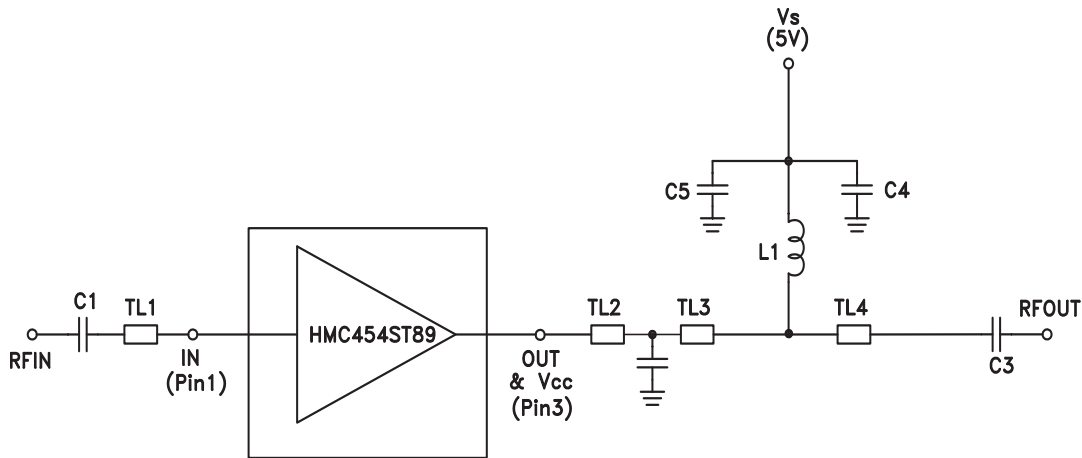 Vs
(5V)
C5
C4
L1
C1
TL1
TL2
TL3
TL4
RFOUT
HMC454ST89
RFIN
IN
(Pin1)
OUT
& Vcc
(Pin3)
C3